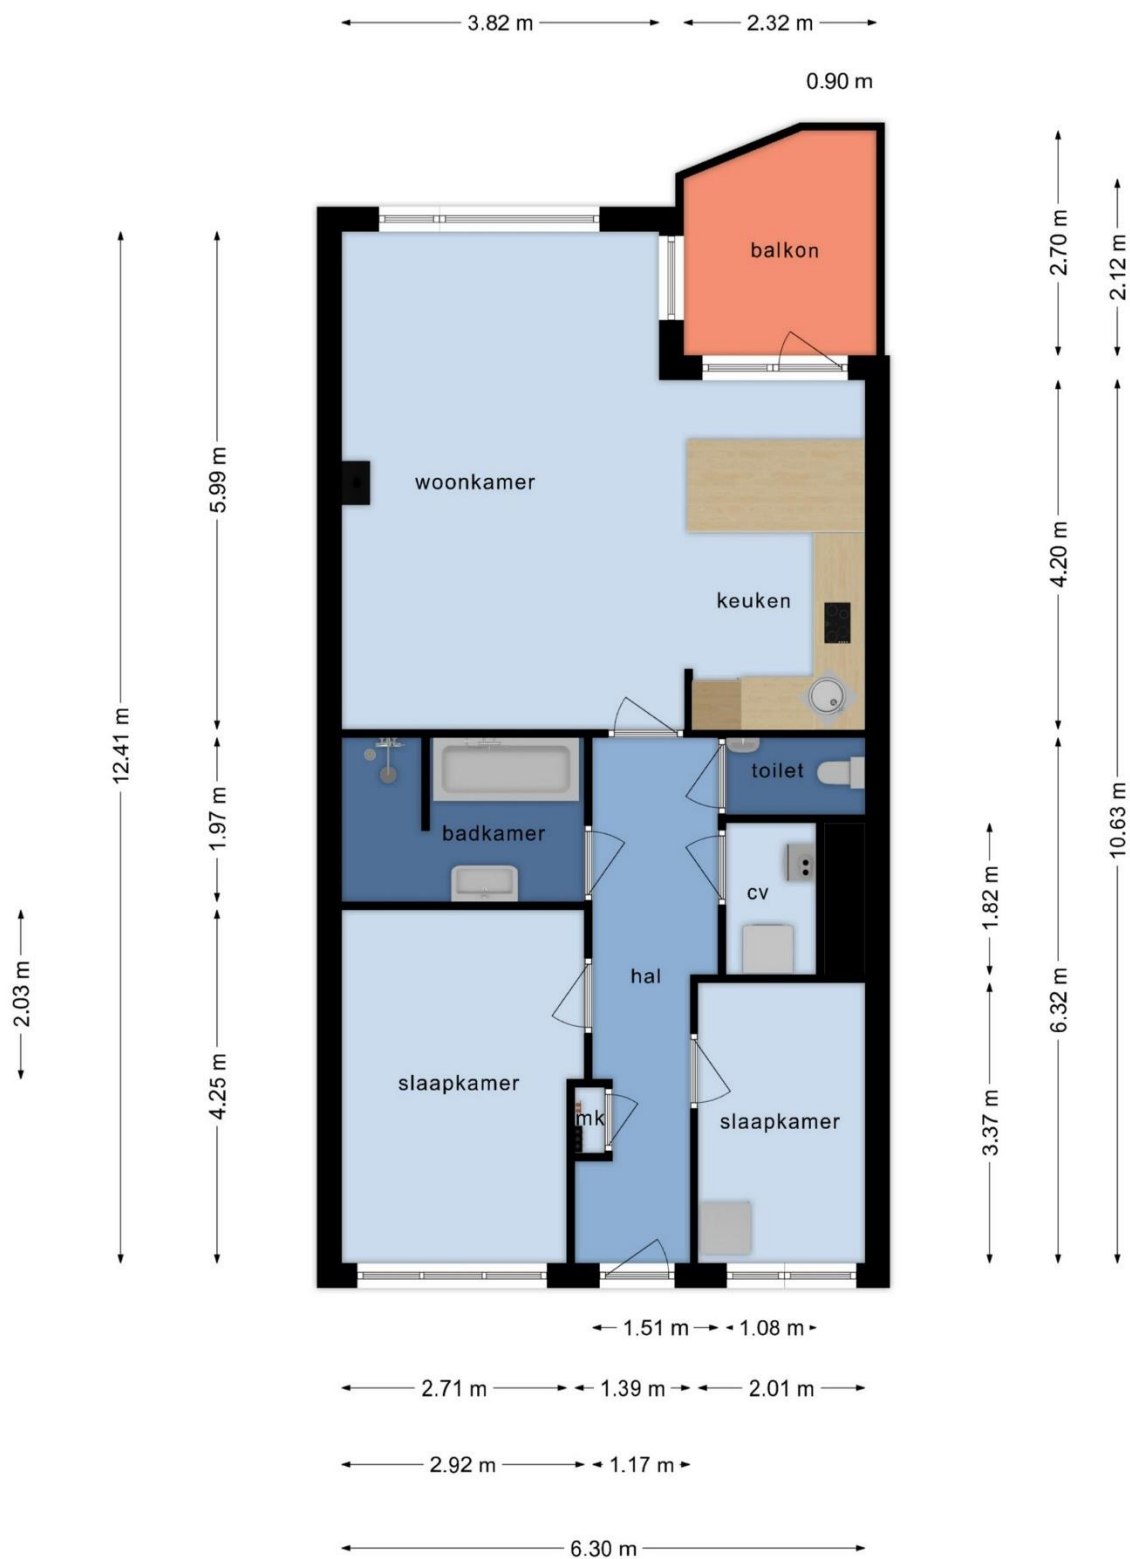 3.82 m
2.32 m
0.90 m
balkon
2.70 m
2.12 m
woonkamer
5.99 m
4.20 m
keuken
12.41 m
toilet
badkamer
1.97 m
10.63 m
cv
1.82 m
hal
2.03 m
6.32 m
slaapkamer
4.25 m
mk
slaapkamer
3.37 m
1.51 m
1.08 m
2.71 m
1.39 m
2.01 m
2.92 m
1.17 m
6.30 m